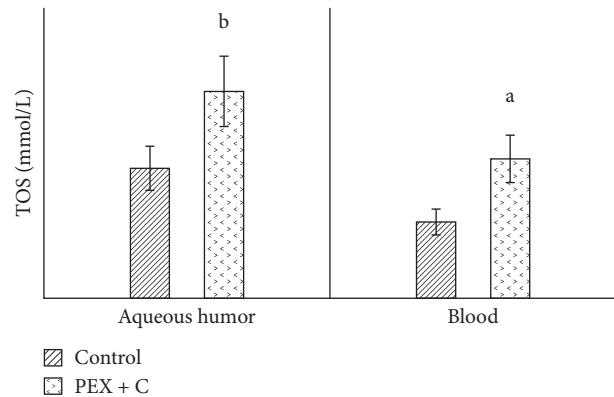 b
a
TOS (mmol/L)
Aqueous humor
Blood
Control
PEX + C